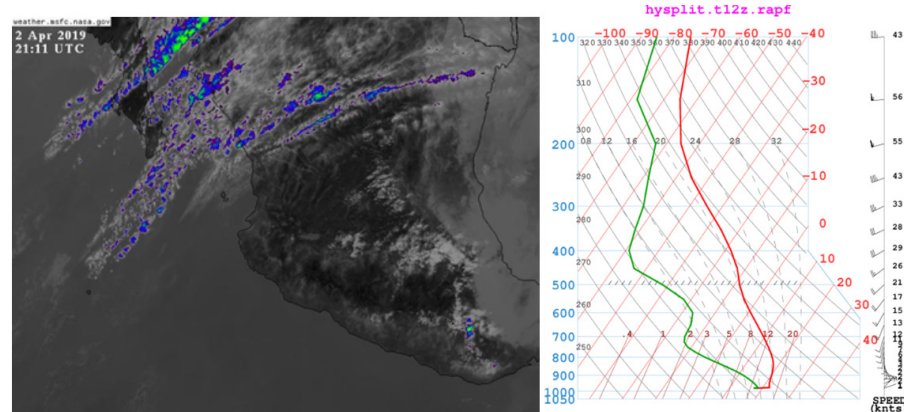 weather.msfc.nasa.gov
2 Apr 2019
21:11 UTC
hysplit.t12z.rapf
-100 -90 -80 -70 -60 -50 -40
100 320 330 340 350 360 370 380 390 400 410 420 430 440 43
310 -30
56
300 -20
200 08 12 16 20 24 28 32 55
290 -10 43
300 33
280 0 28
400 29
270 10 26
500 20 21
17
260 30 15
600 13
700 .4 1 2 3 5 8 12 20 40 12
250
800
900
1000
1050
SPEED
(knts)